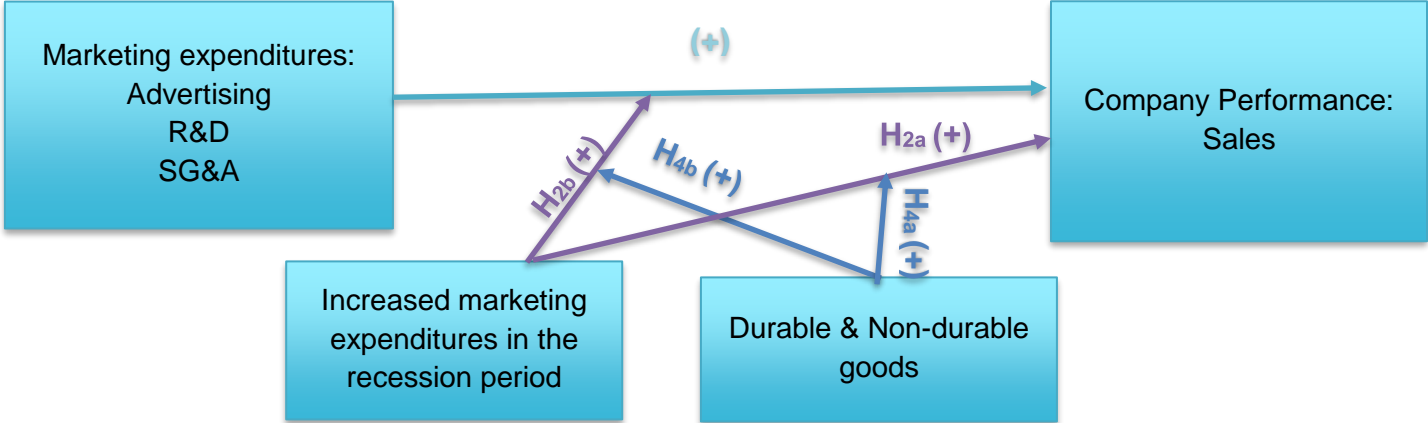 Marketing expenditures:
Advertising
R&D
SG&A
(+)
Company Performance:
Sales
H2a (+)
H4b (+)
H2b (+)
H4a (+)
Increased marketing
expenditures in the
recession period
Durable & Non-durable
goods